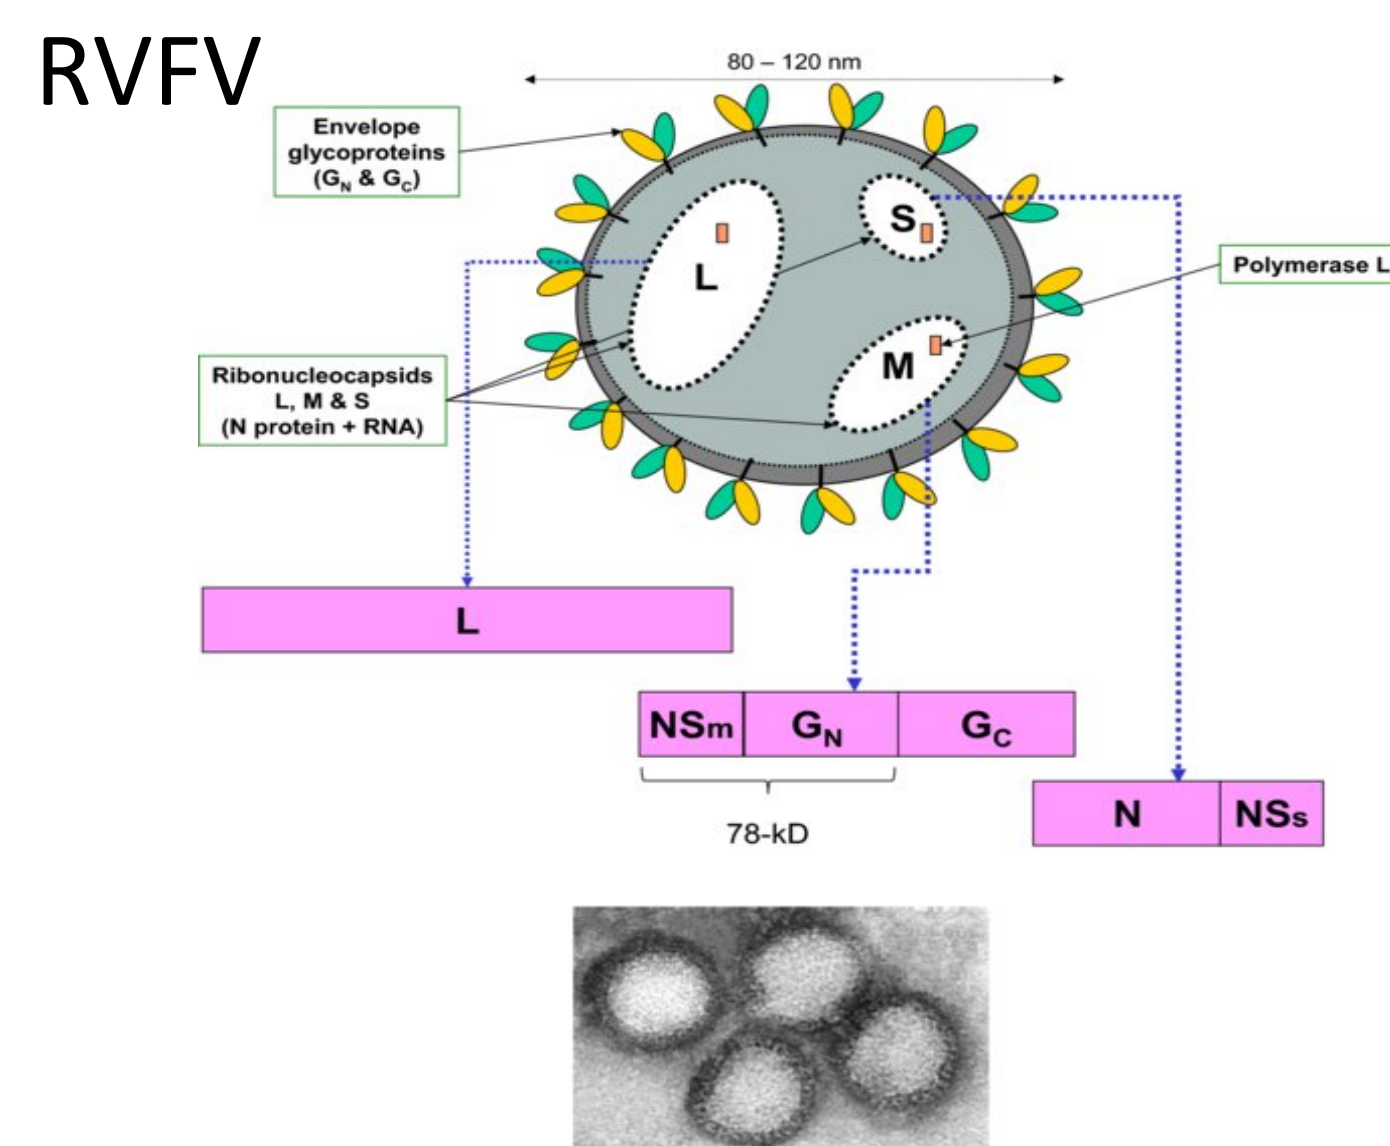 RVFV
80 – 120 nm
Envelope
glycoproteins
(GN & GC)
S
L
Polymerase L
M
Ribonucleocapsids
L, M & S
(N protein + RNA)
L
NSm GN GC
78-kD
N NSs